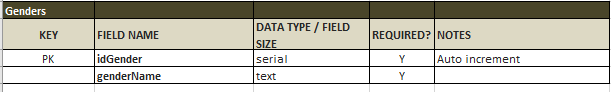 Genders
KEY FIELD NAME DATA TYPE / FIELD SIZE REQUIRED? NOTES
PK idGender serial Y Auto increment
genderName text Y